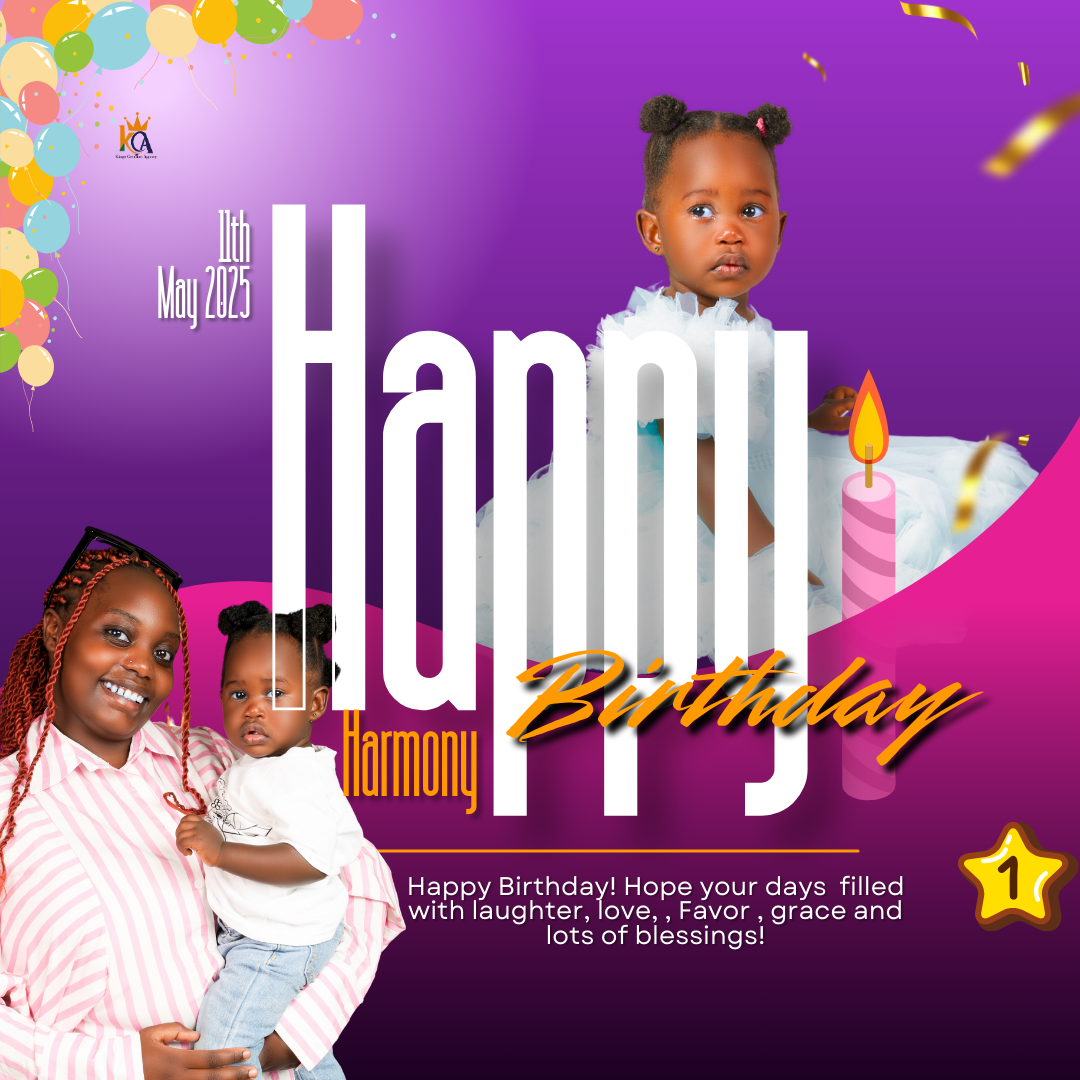 KCA
11th
May 2025
Happy
Birthday
Harmony
Happy Birthday! Hope your days filled
with laughter, love, , Favor , grace and
lots of blessings!
1